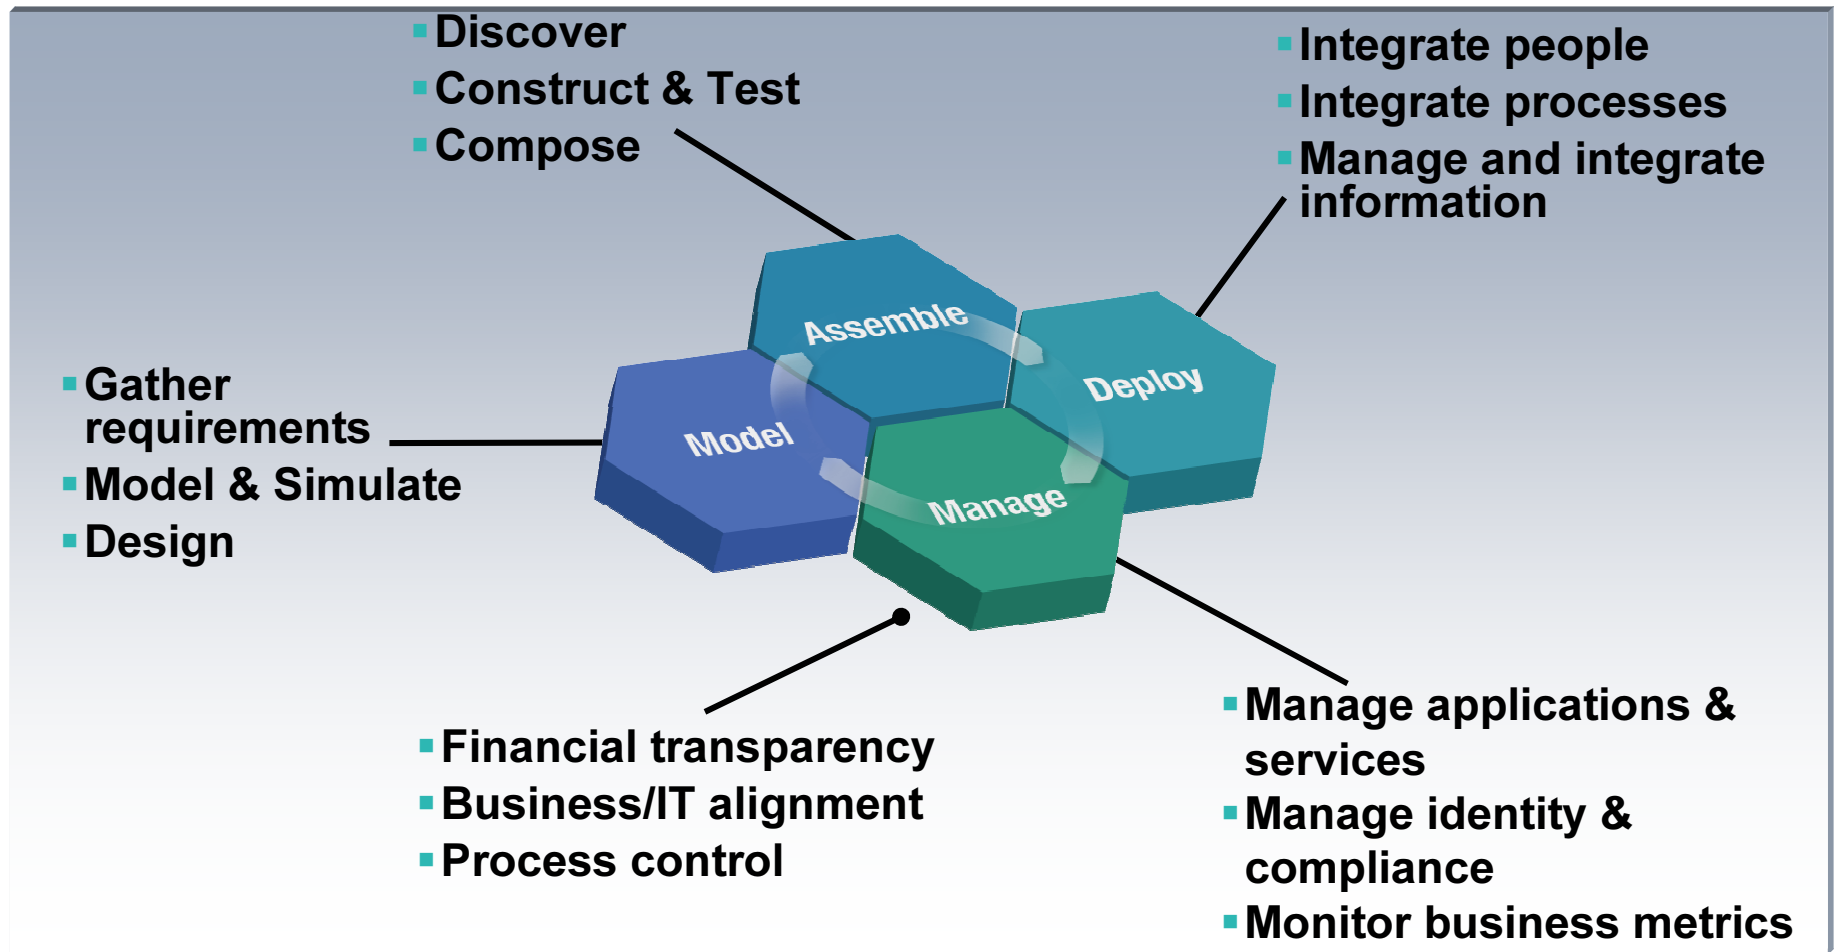 Discover
Construct & Test
Compose
Integrate people
Integrate processes
Manage and integrate
information
Assemble
Deploy
Model
Manage
Gather
requirements
Model & Simulate
Design
Financial transparency
Business/IT alignment
Process control
Manage applications &
services
Manage identity &
compliance
Monitor business metrics